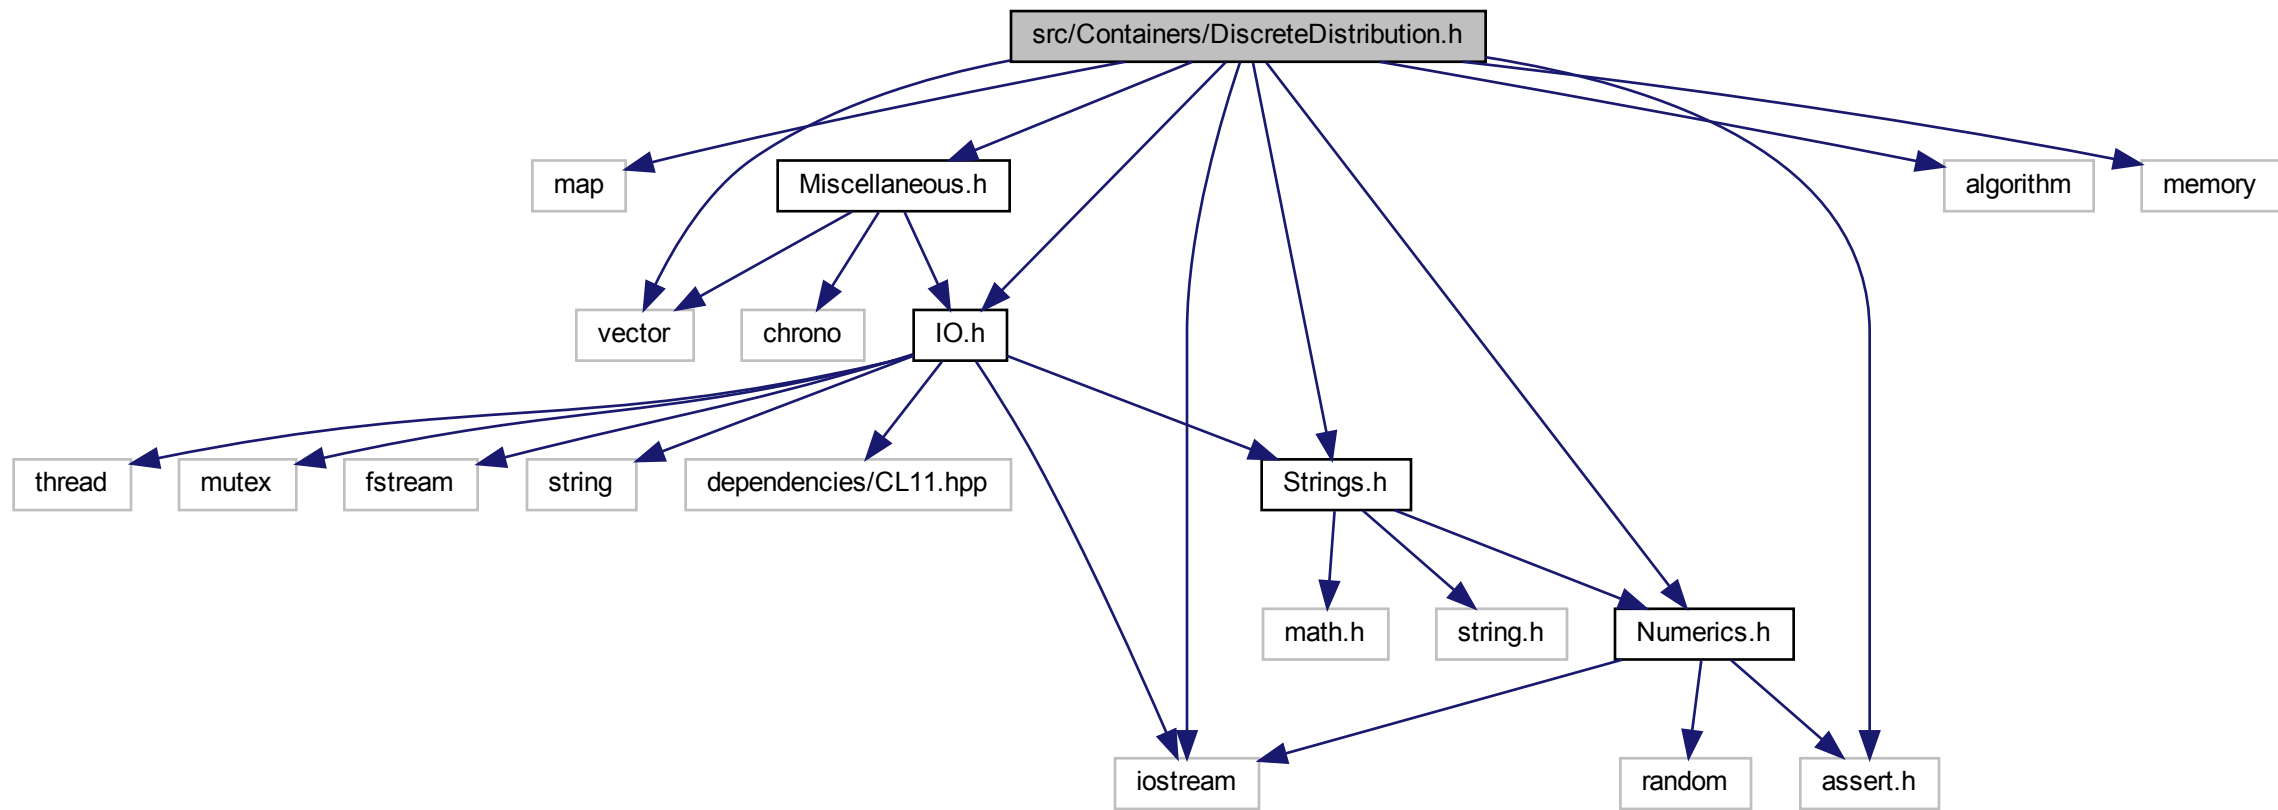 src/Containers/DiscreteDistribution.h
map
Miscellaneous.h
algorithm
memory
vector
chrono
IO.h
thread
mutex
fstream
string
dependencies/CL11.hpp
Strings.h
math.h
string.h
Numerics.h
iostream
random
assert.h